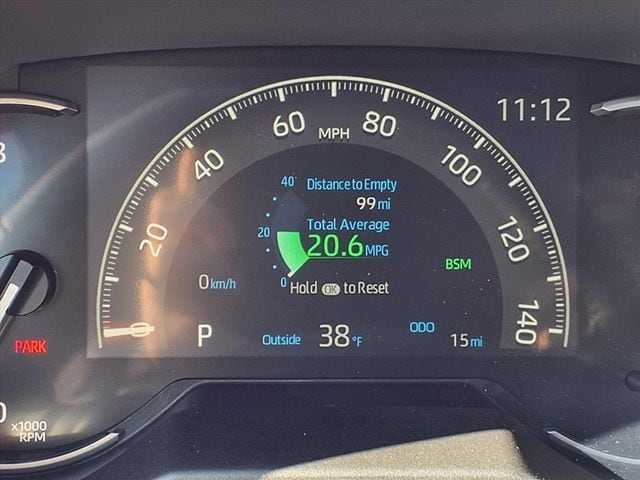 11:12
60 MPH 80
40 100
20 120
0 140
40 Distance to Empty
99 mi
Total Average
20 20.6 MPG
0 Hold OK to Reset
BSM
0 km/h
P
Outside 38 °F
ODO 15 mi
PARK
x1000
RPM